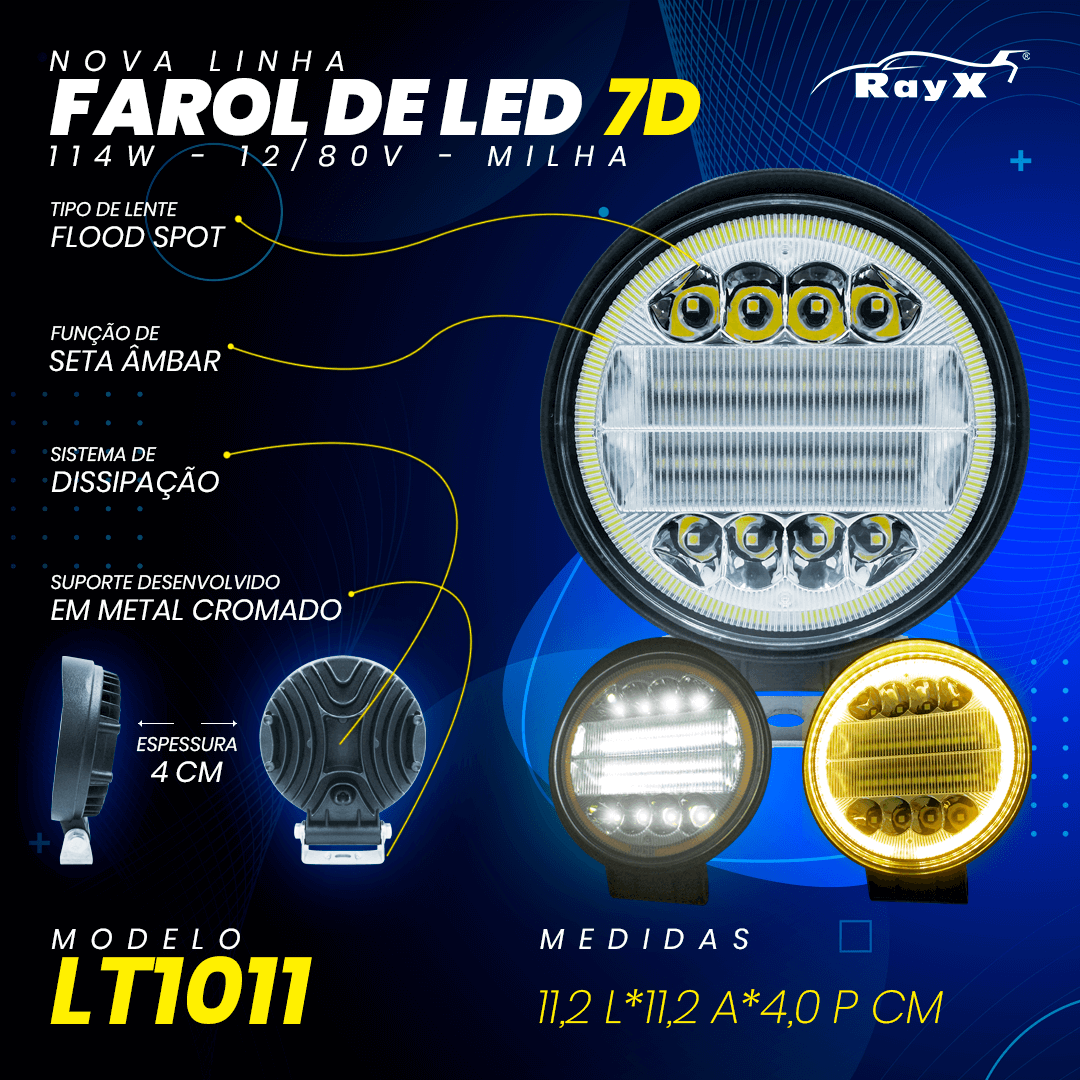 NOVA LINHA
FAROL DE LED 7D
114W - 12/80V - MILHA
RayX®
TIPO DE LENTE
FLOOD SPOT
FUNÇÃO DE
SETA ÂMBAR
SISTEMA DE
DISSIPAÇÃO
SUPORTE DESENVOLVIDO
EM METAL CROMADO
ESPESSURA
4 CM
MODELO
LT1011
MEDIDAS
11,2 L*11,2 A*4,0 P CM